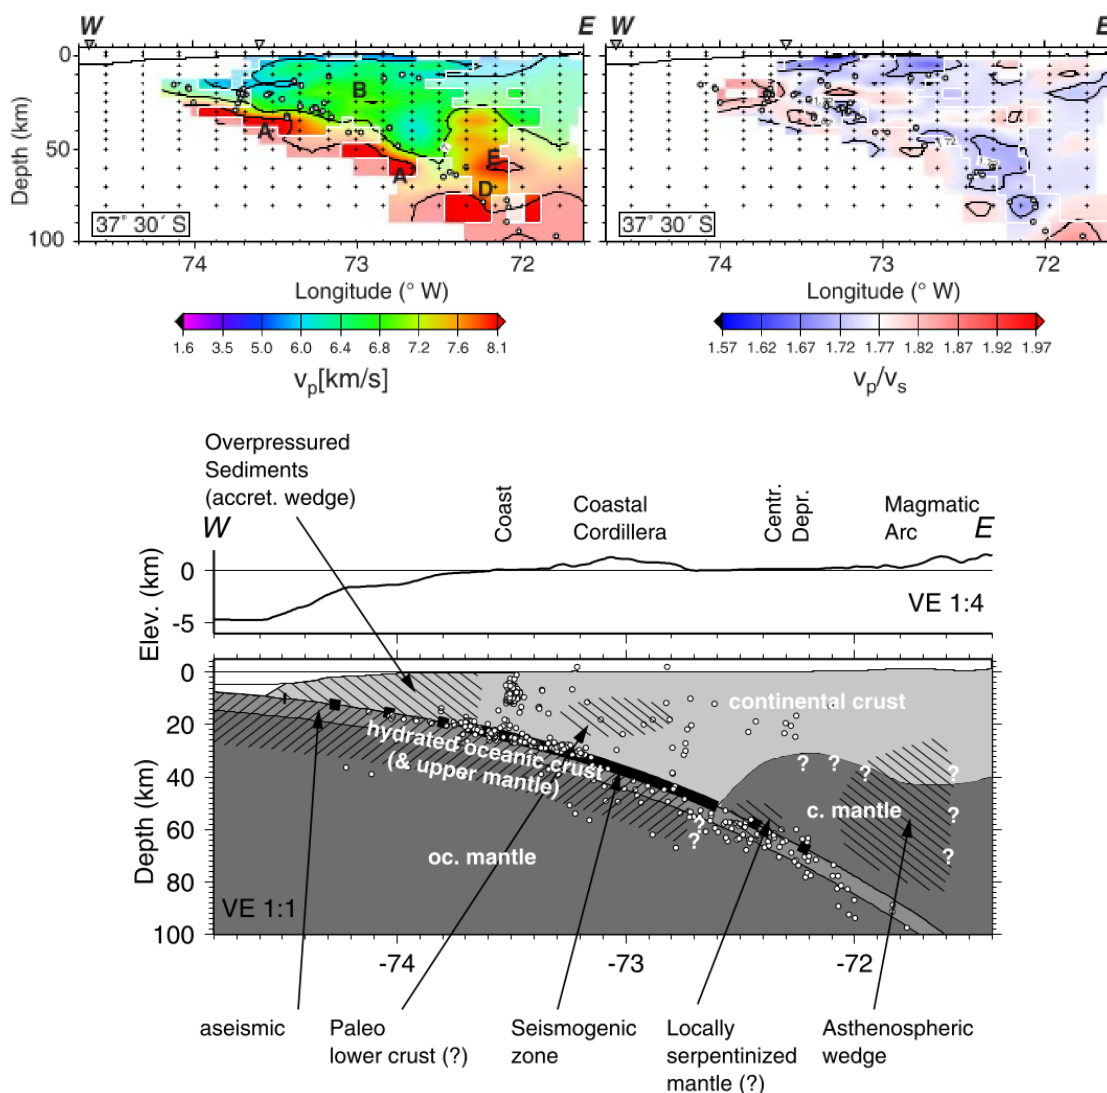 W
E
W
E
0
50
100
Depth (km)
A
B
A
E
D
37° 30´ S
37° 30´ S
1.72
74
73
72
74
73
72
Longitude (° W)
Longitude (° W)
1.6 3.5 5.0 6.0 6.4 6.8 7.2 7.6 8.1
1.57 1.62 1.67 1.72 1.77 1.82 1.87 1.92 1.97
vp[km/s]
vp/vs
Overpressured
Sediments
(accret. wedge)
W
Coast
Coastal
Cordillera
Centr.
Depr.
Magmatic
Arc
E
Elev. (km)
0
-5
VE 1:4
Depth (km)
0
20
40
60
80
100
continental crust
hydrated oceanic crust
(& upper mantle)
? ? ? ?
c. mantle
?
? ?
?
oc. mantle
VE 1:1
-74
-73
-72
aseismic
Paleo
lower crust (?)
Seismogenic
zone
Locally
serpentinized
mantle (?)
Asthenospheric
wedge